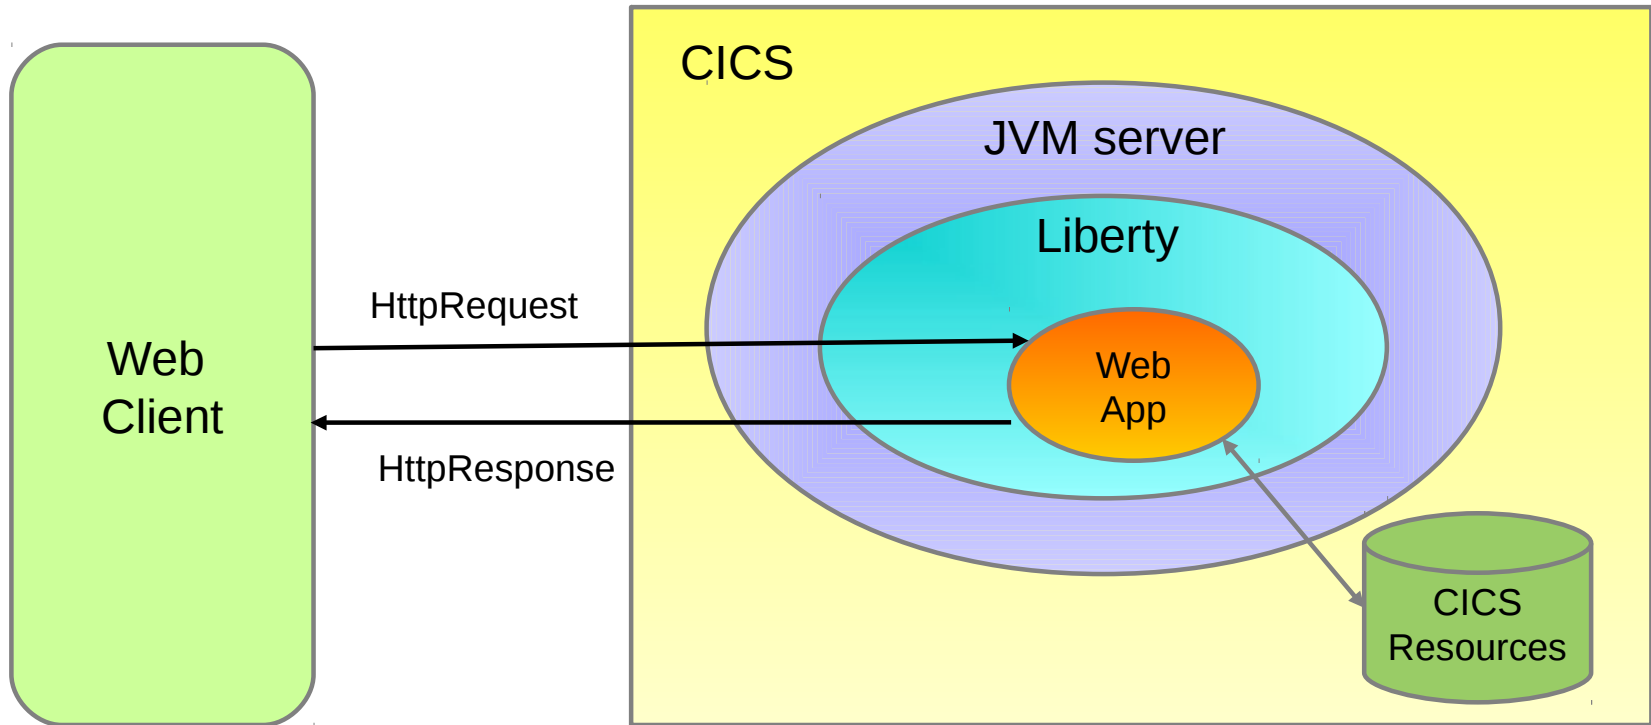 CICS
JVM server
Liberty
HttpRequest
Web
Client
Web
App
HttpResponse
CICS
Resources